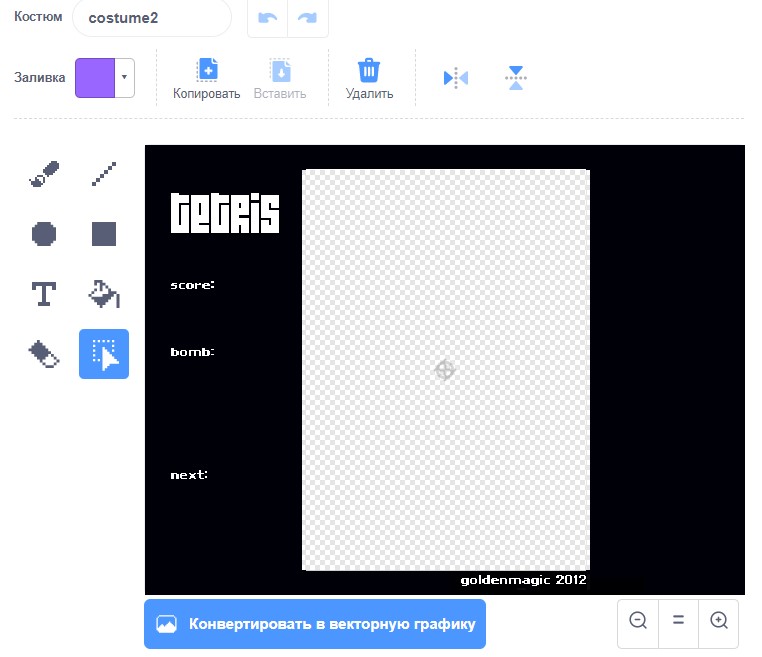 Костюм costume2
Заливка
Копировать Вставить Удалить
tetris
score:
bomb:
next:
goldenmagic 2012
Конвертировать в векторную графику